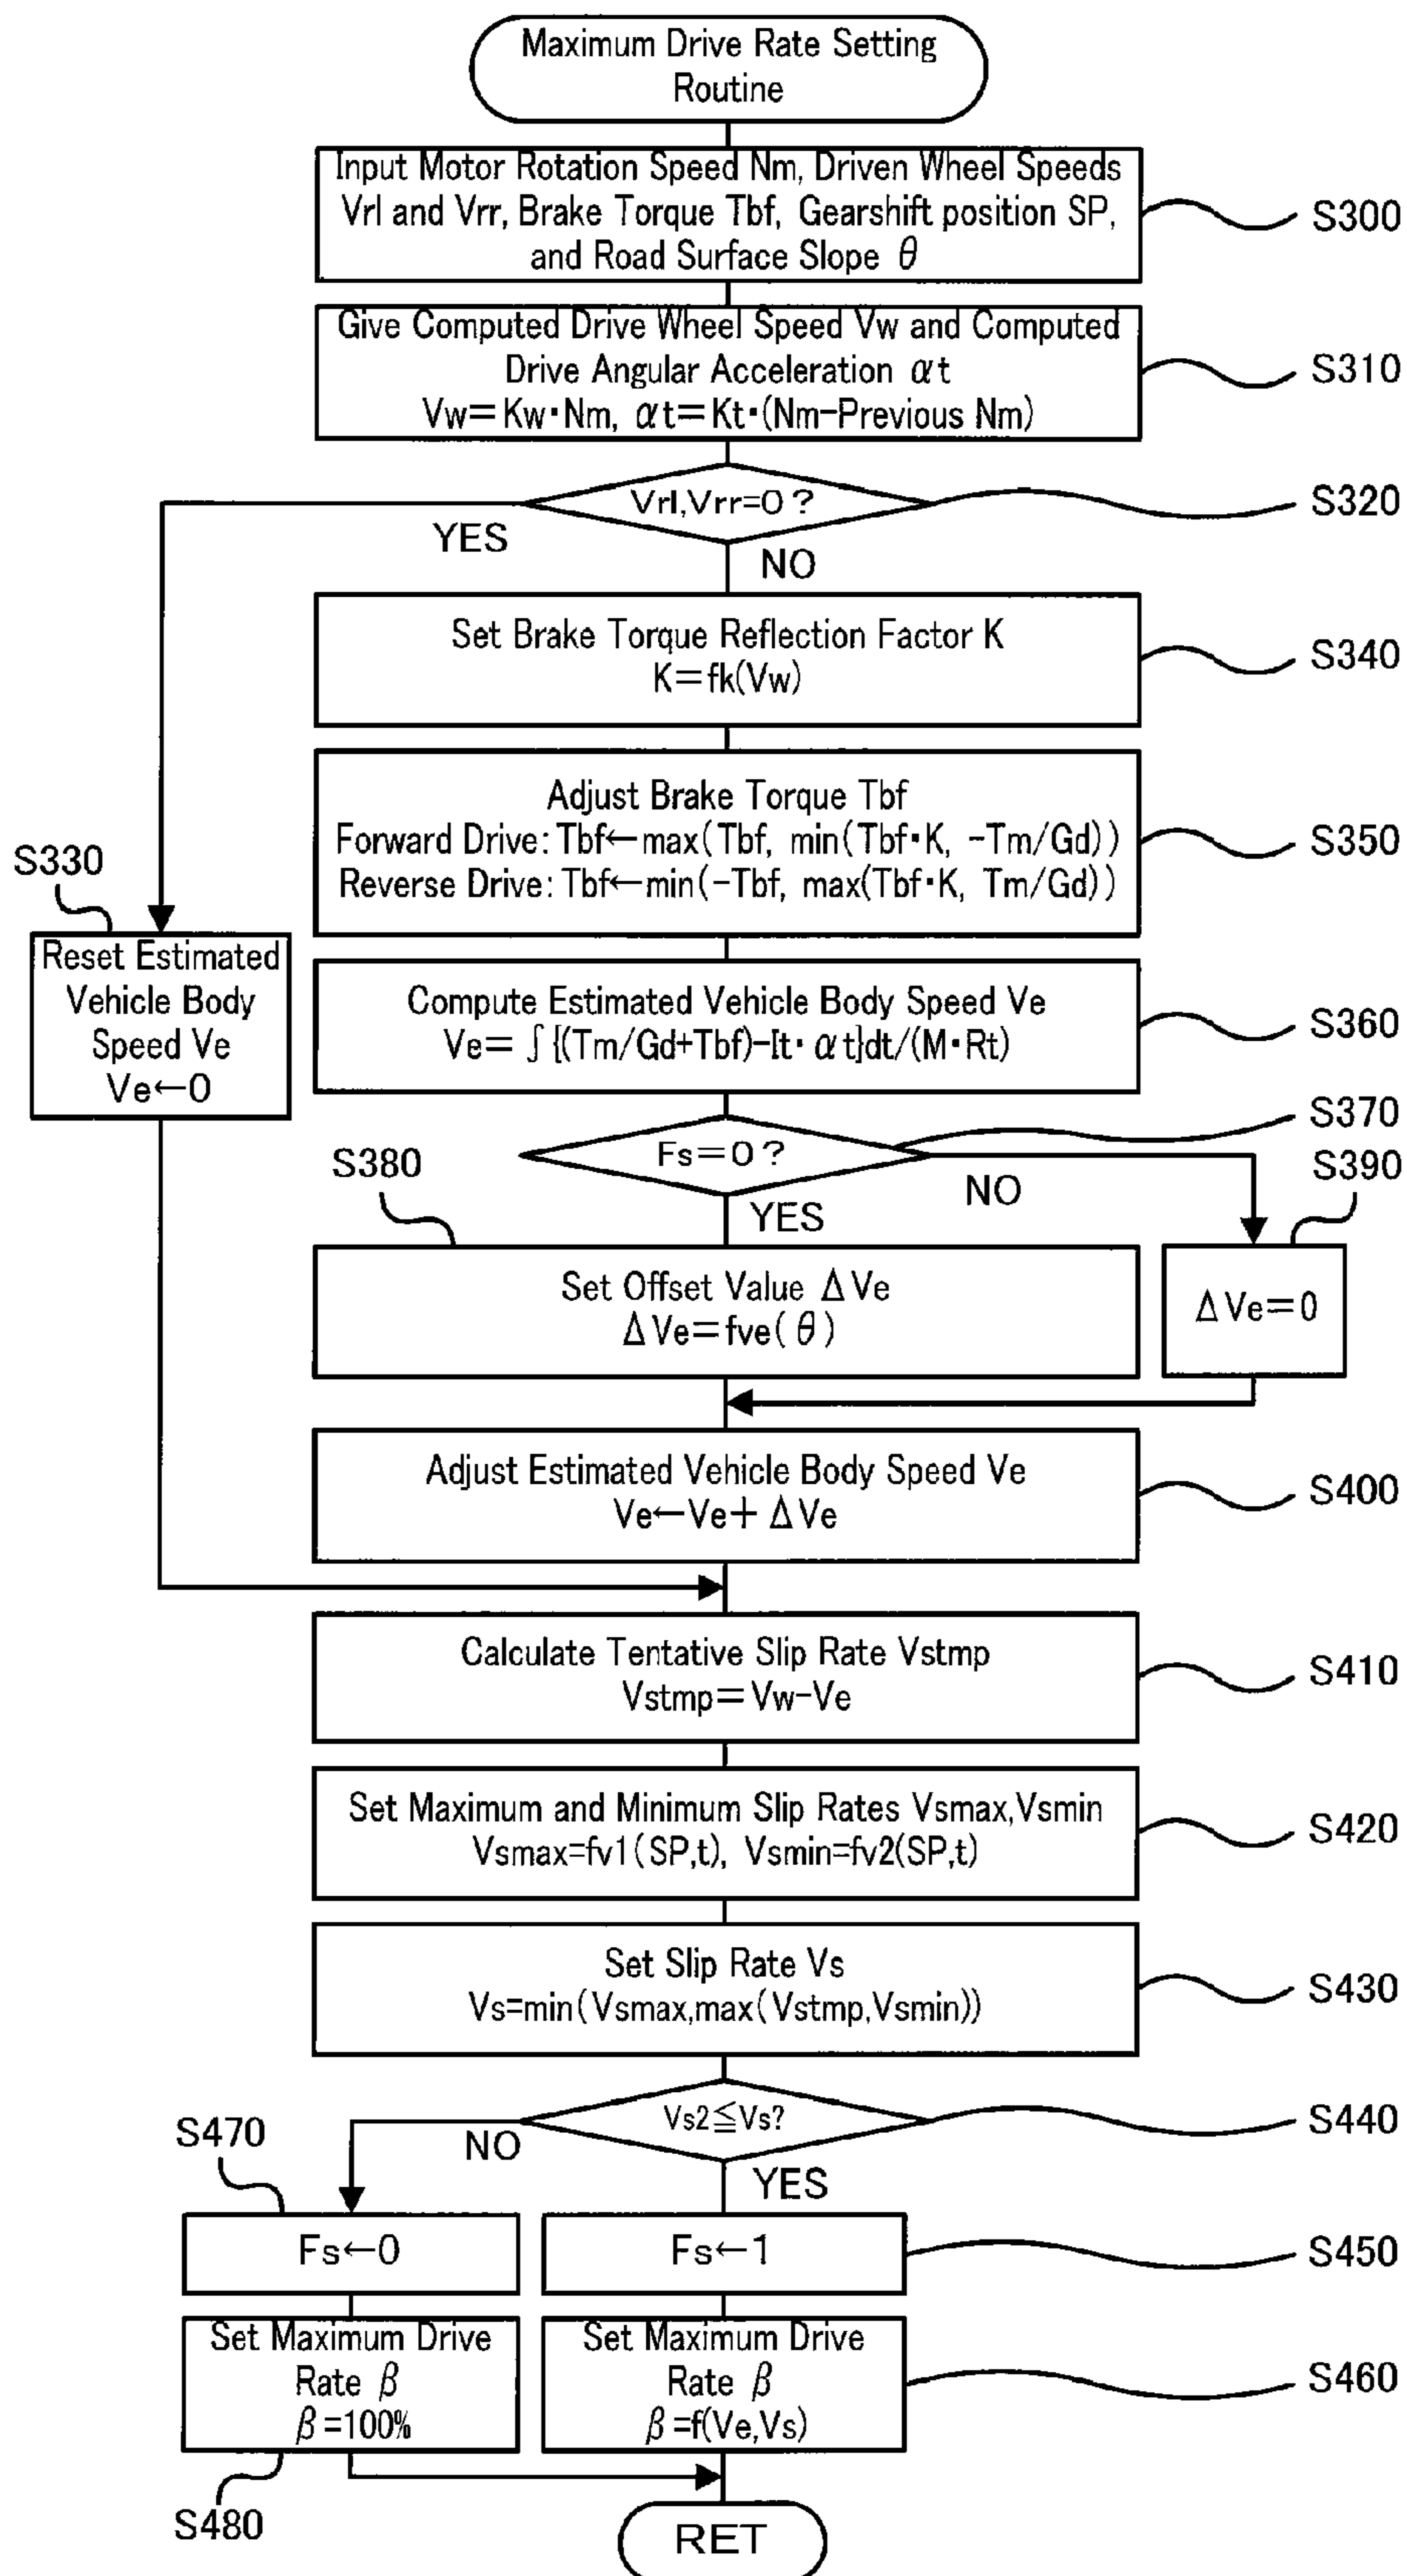 Maximum Drive Rate Setting
Routine
Input Motor Rotation Speed Nm, Driven Wheel Speeds
Vrl and Vrr, Brake Torque Tbf, Gearshift position SP,
and Road Surface Slope θ
S300
Give Computed Drive Wheel Speed Vw and Computed
Drive Angular Acceleration αt
Vw=Kw·Nm, αt=Kt·(Nm-Previous Nm)
S310
Vrl,Vrr=0?
S320
YES
NO
Set Brake Torque Reflection Factor K
K=fk(Vw)
S340
Adjust Brake Torque Tbf
Forward Drive:Tbf←max(Tbf, min(Tbf·K, -Tm/Gd))
Reverse Drive:Tbf←min(-Tbf, max(Tbf·K, Tm/Gd))
S350
S330
Reset Estimated
Vehicle Body
Speed Ve
Ve←0
Compute Estimated Vehicle Body Speed Ve
Ve=∫{(Tm/Gd+Tbf)-It·αt}dt/(M·Rt)
S360
Fs=0?
S370
S380
YES
NO
S390
Set Offset Value ΔVe
ΔVe=fve(θ)
ΔVe=0
Adjust Estimated Vehicle Body Speed Ve
Ve←Ve+ΔVe
S400
Calculate Tentative Slip Rate Vstmp
Vstmp=Vw-Ve
S410
Set Maximum and Minimum Slip Rates Vsmax,Vsmin
Vsmax=fv1(SP,t), Vsmin=fv2(SP,t)
S420
Set Slip Rate Vs
Vs=min(Vsmax,max(Vstmp,Vsmin))
S430
Vs2≦Vs?
S440
S470
NO
YES
Fs←0
Fs←1
S450
Set Maximum Drive
Rate β
β=100%
Set Maximum Drive
Rate β
β=f(Ve,Vs)
S460
S480
RET